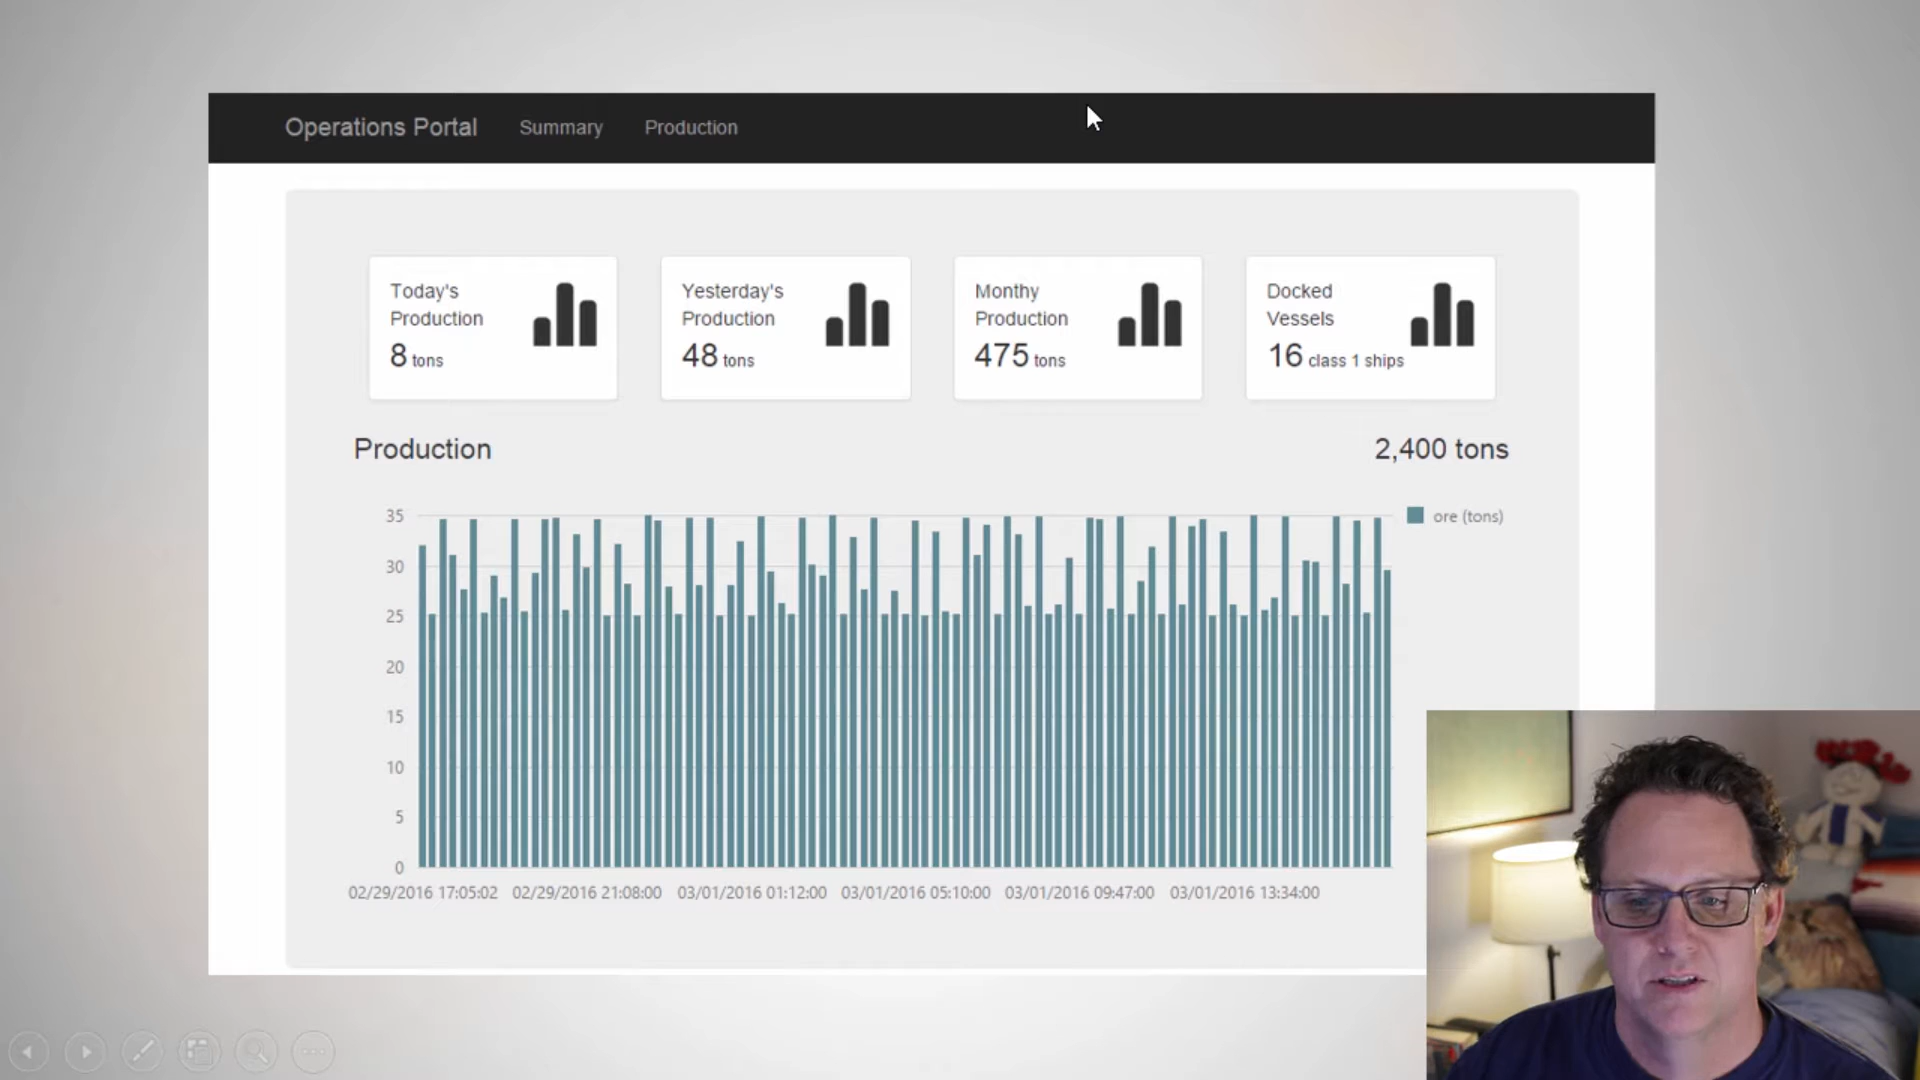 Operations Portal Summary Production
Today's
Production
8 tons
Yesterday's
Production
48 tons
Monthy
Production
475 tons
Docked
Vessels
16 class 1 ships
Production
2,400 tons
35
30
25
20
15
10
5
0
ore (tons)
02/29/2016 17:05:02 02/29/2016 21:08:00 03/01/2016 01:12:00 03/01/2016 05:10:00 03/01/2016 09:47:00 03/01/2016 13:34:00